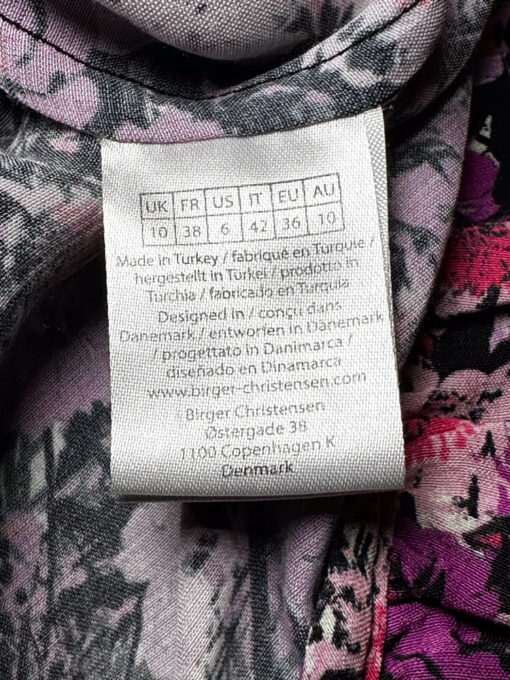 UK FR US IT EU AU
10 38 6 42 36 10
Made in Turkey / fabriqué en Turquie /
hergestellt in Turkei / prodotto in
Turchia / fabricado en Turquia
Designed in / conçu dans
Danemark / entworfen in Dänemark
/ progettato in Danimarca /
diseñado en Dinamarca
www.birger-christensen.com
Birger Christensen
Østergade 38
1100 Copenhagen K
Denmark